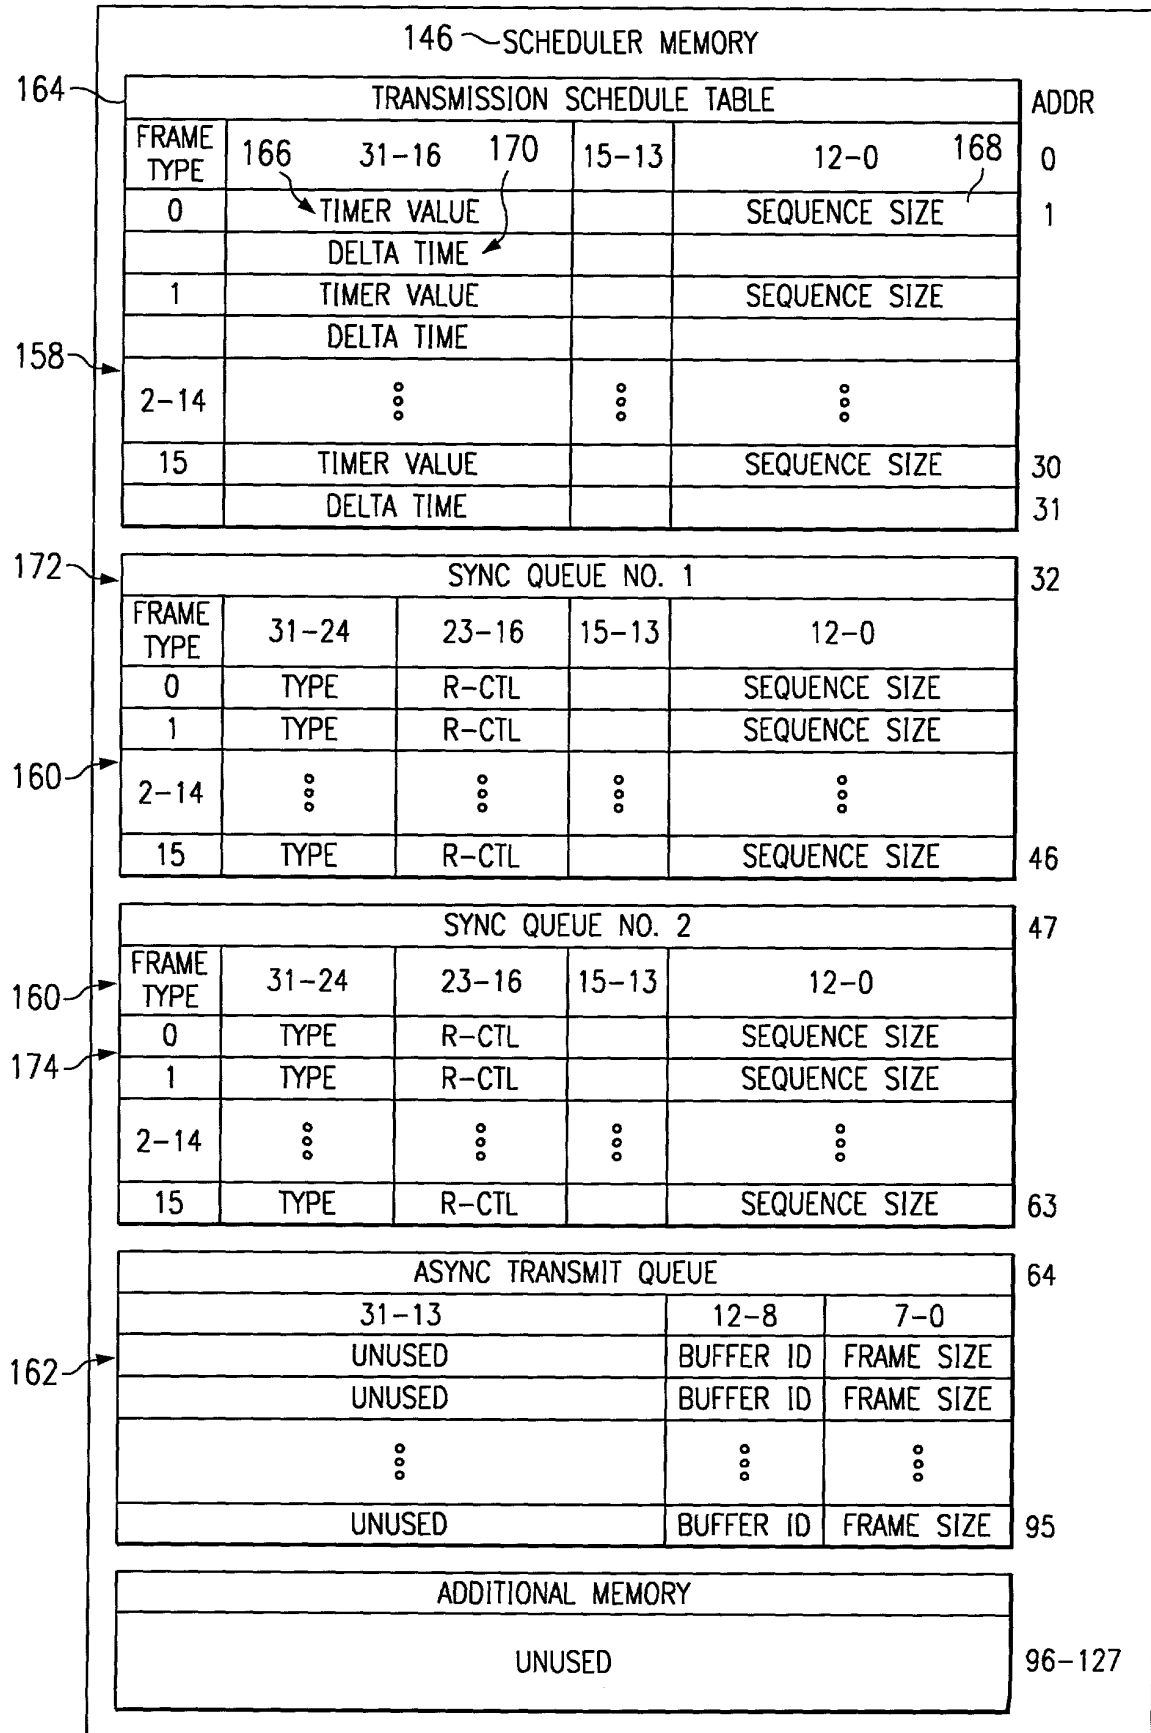 146 SCHEDULER MEMORY
164 TRANSMISSION SCHEDULE TABLE ADDR
FRAME TYPE 166 31-16 170 15-13 12-0 168 0
0 TIMER VALUE SEQUENCE SIZE 1
DELTA TIME
1 TIMER VALUE SEQUENCE SIZE
DELTA TIME
158
2-14
15 TIMER VALUE SEQUENCE SIZE 30
DELTA TIME 31
172 SYNC QUEUE NO. 1 32
FRAME TYPE 31-24 23-16 15-13 12-0
0 TYPE R-CTL SEQUENCE SIZE
1 TYPE R-CTL SEQUENCE SIZE
160 2-14
15 TYPE R-CTL SEQUENCE SIZE 46
SYNC QUEUE NO. 2 47
160 FRAME TYPE 31-24 23-16 15-13 12-0
0 TYPE R-CTL SEQUENCE SIZE
174
1 TYPE R-CTL SEQUENCE SIZE
2-14
15 TYPE R-CTL SEQUENCE SIZE 63
ASYNC TRANSMIT QUEUE 64
31-13 12-8 7-0
162 UNUSED BUFFER ID FRAME SIZE
UNUSED BUFFER ID FRAME SIZE
UNUSED BUFFER ID FRAME SIZE 95
ADDITIONAL MEMORY
UNUSED 96-127